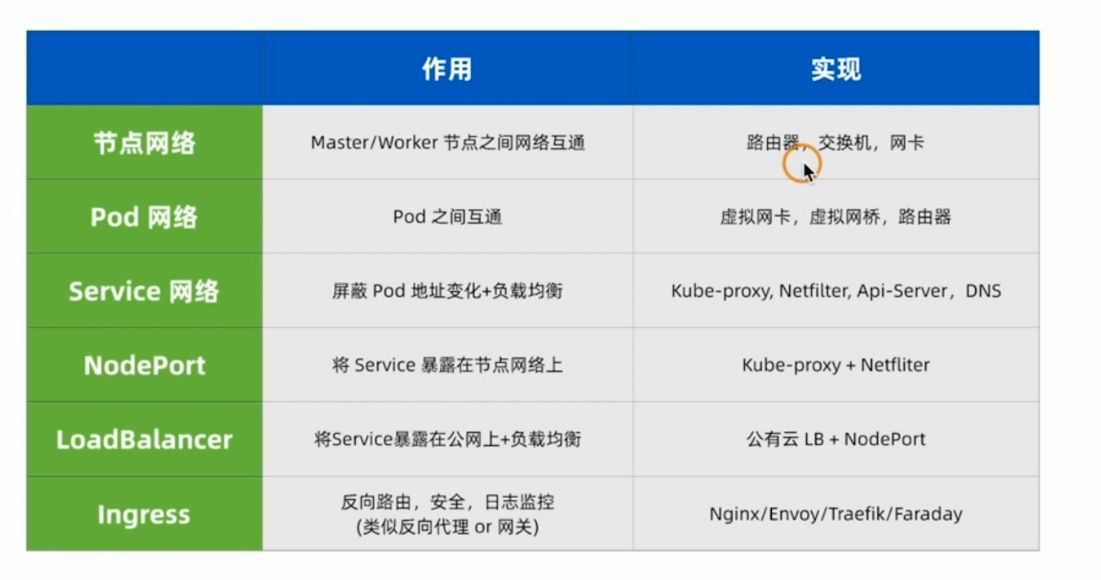 作用
实现
节点网络
Master/Worker 节点之间网络互通
路由器，交换机，网卡
Pod 网络
Pod 之间互通
虚拟网卡，虚拟网桥，路由器
Service 网络
屏蔽 Pod 地址变化+负载均衡
Kube-proxy, Netfilter, Api-Server，DNS
NodePort
将 Service 暴露在节点网络上
Kube-proxy + Netfliter
LoadBalancer
将Service暴露在公网上+负载均衡
公有云 LB + NodePort
Ingress
反向路由，安全，日志监控
(类似反向代理 or 网关)
Nginx/Envoy/Traefik/Faraday